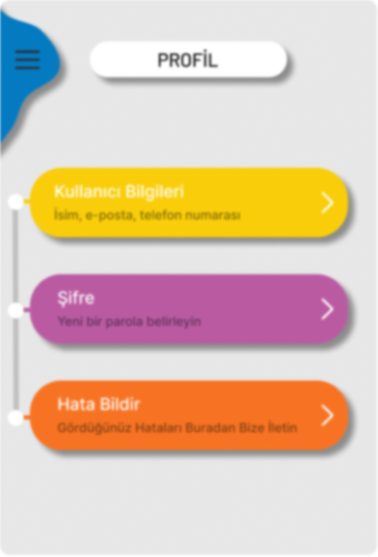 PROFİL
Kullanıcı Bilgileri
İsim, e-posta, telefon numarası
Şifre
Yeni bir parola belirleyin
Hata Bildir
Gördüğünüz Hataları Buradan Bize İletin